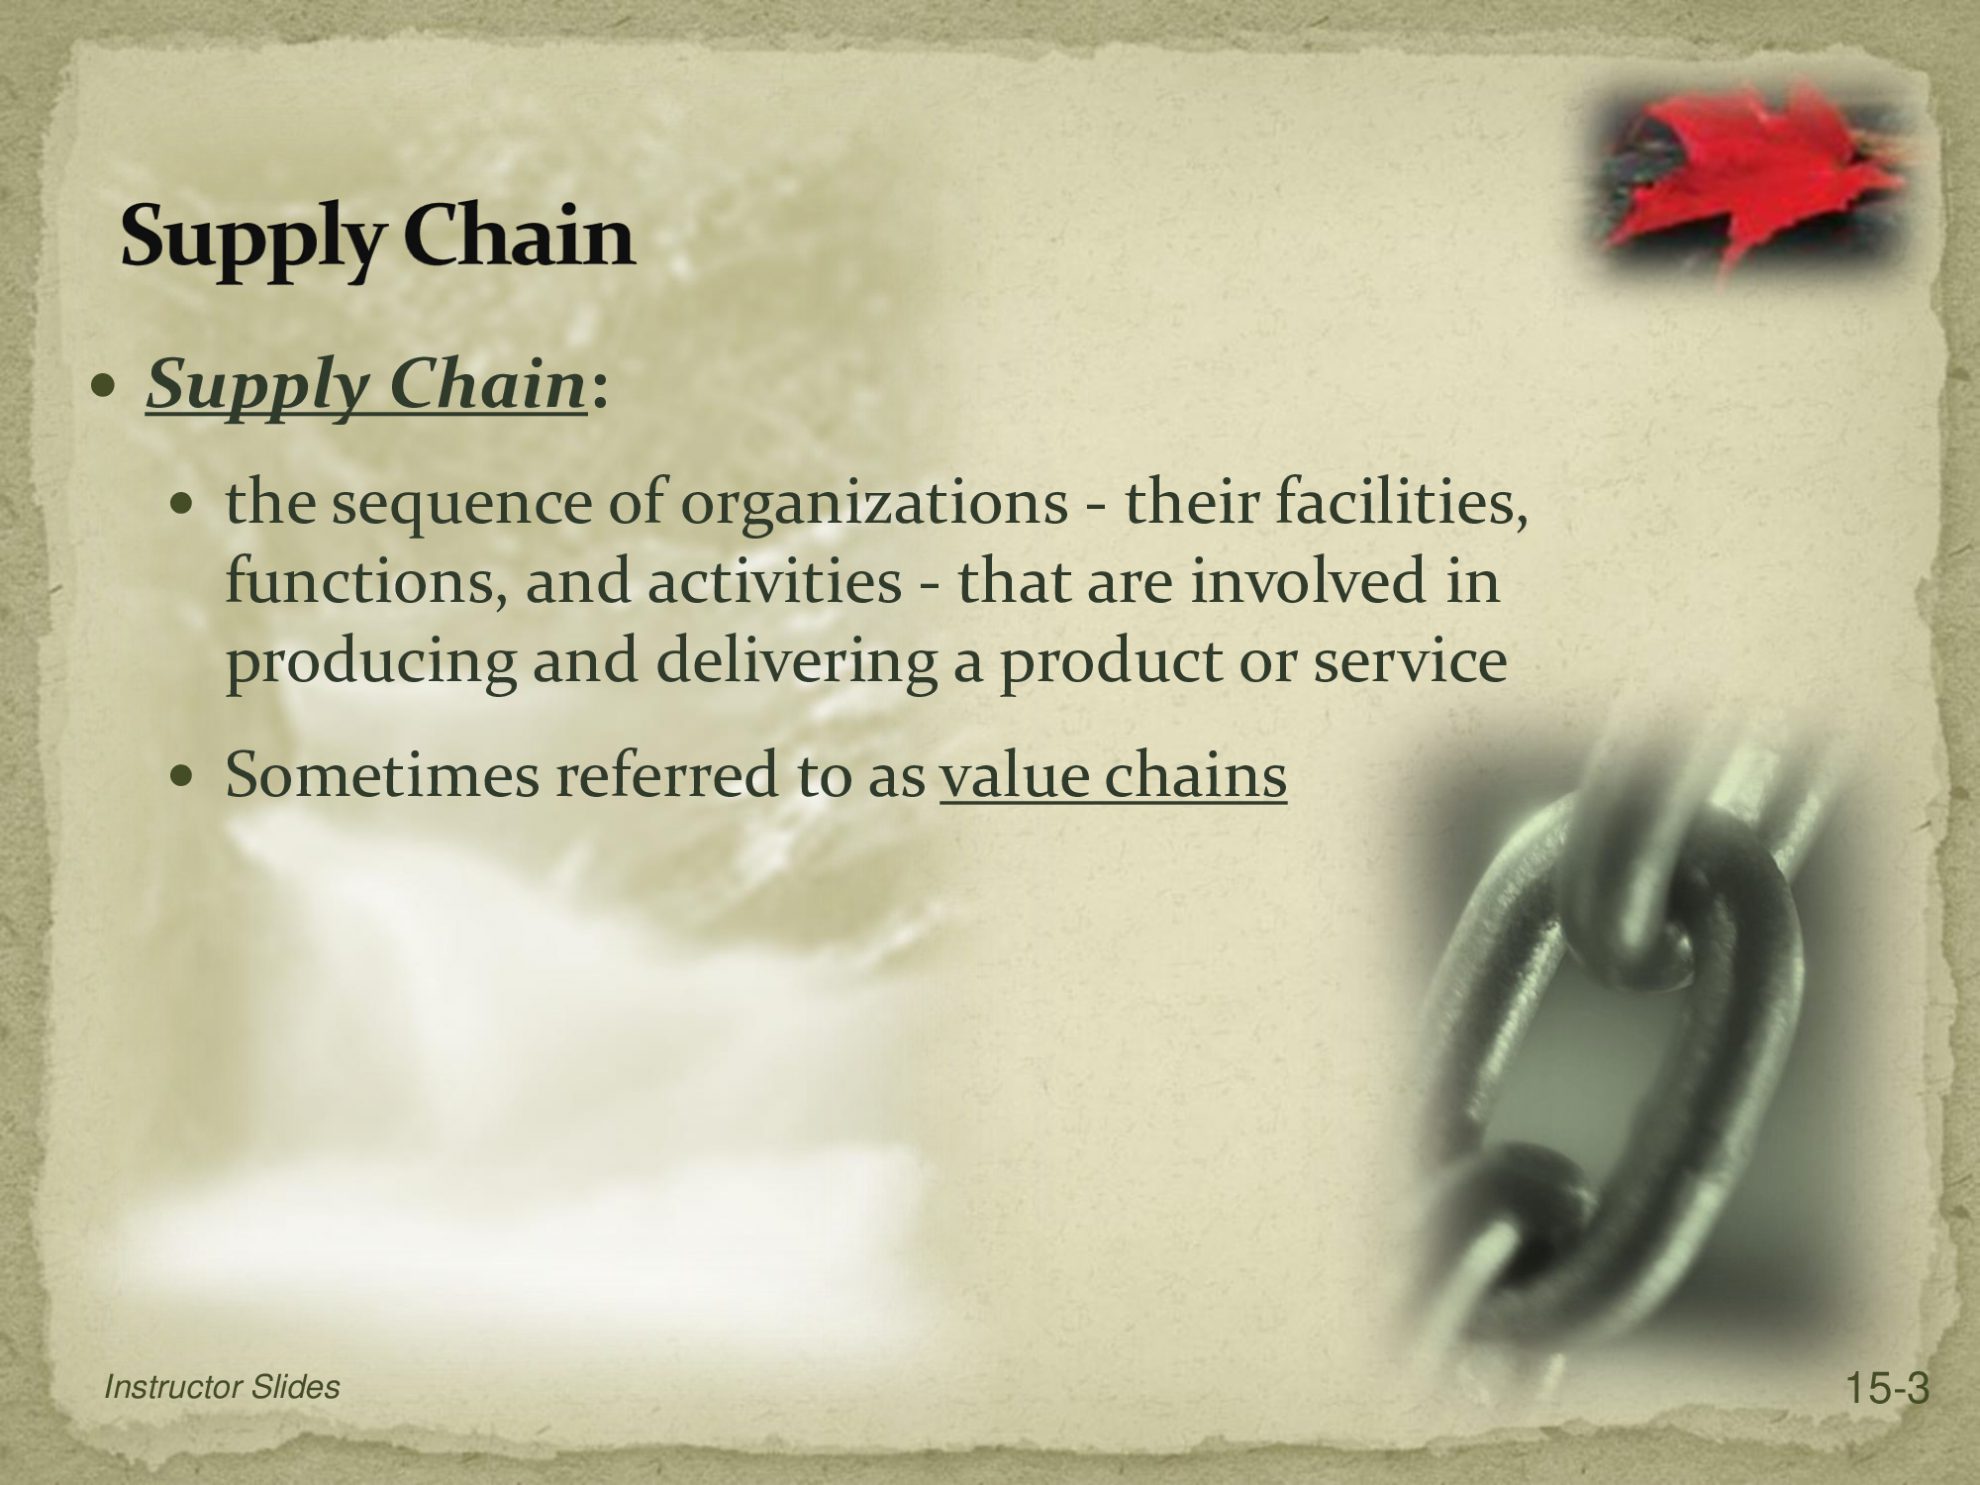 Supply Chain
• Supply Chain:
• the sequence of organizations - their facilities,
functions, and activities - that are involved in
producing and delivering a product or service
• Sometimes referred to as value chains
Instructor Slides
15-3